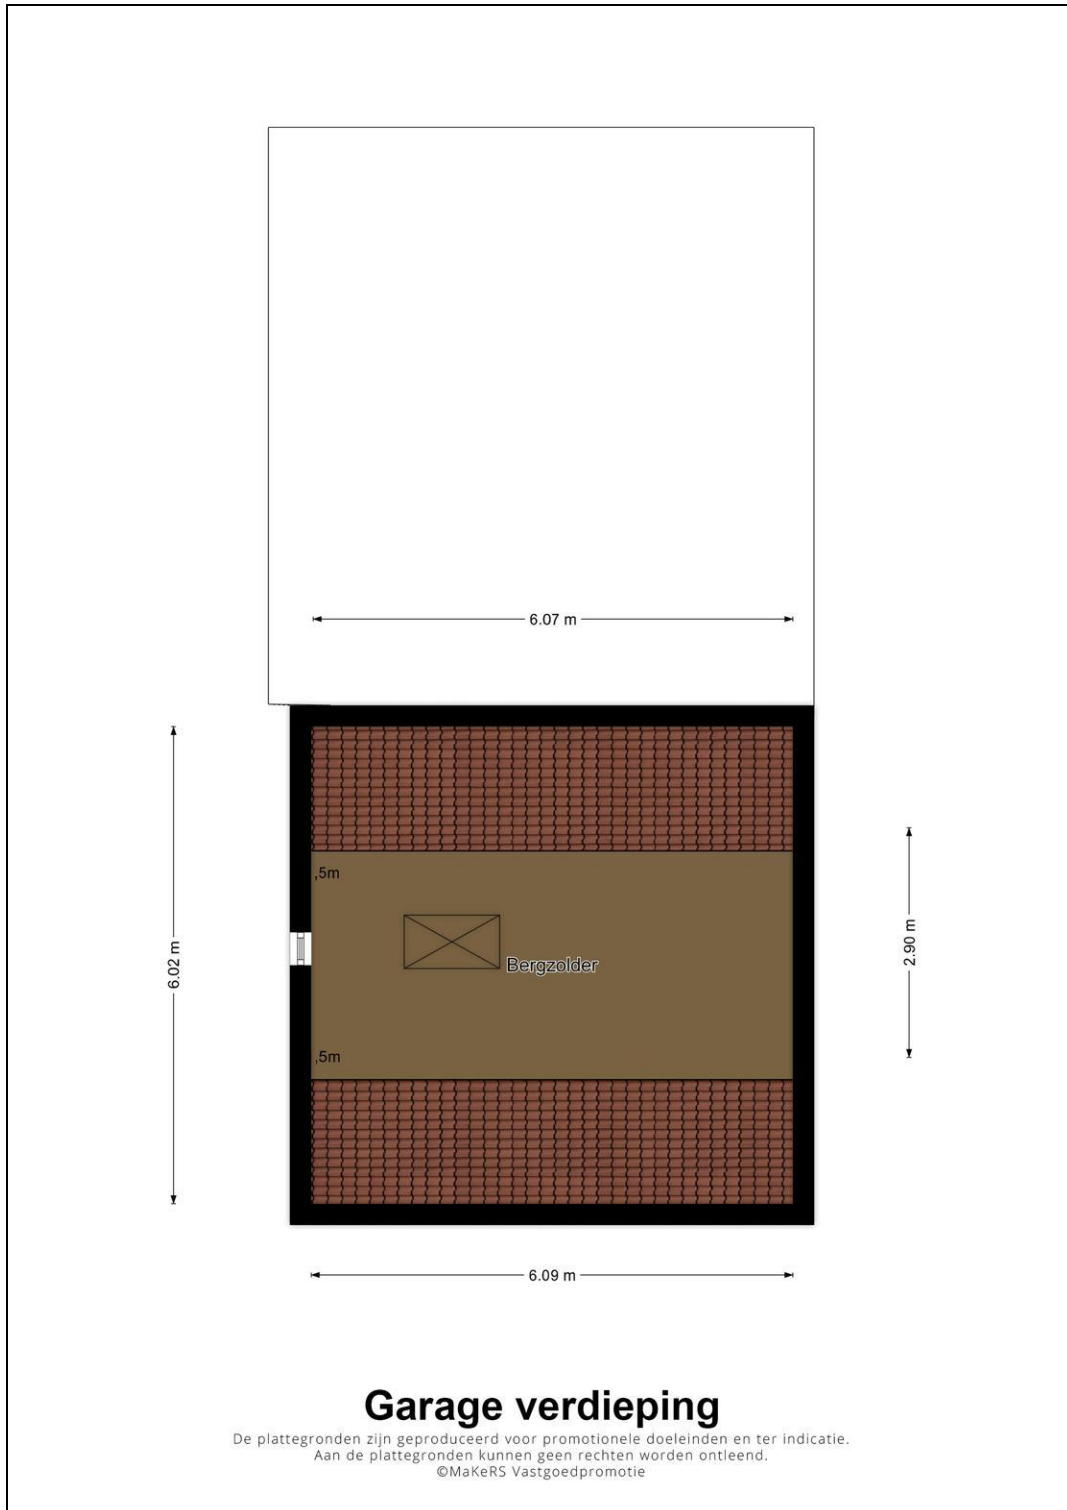 6.07 m
,5m
6.02 m
2.90 m
Bergzolder
,5m
6.09 m
Garage verdieping
De plattegronden zijn geproduceerd voor promotionele doeleinden en ter indicatie.
Aan de plattegronden kunnen geen rechten worden ontleend.
©MaKeRS Vastgoedpromotie